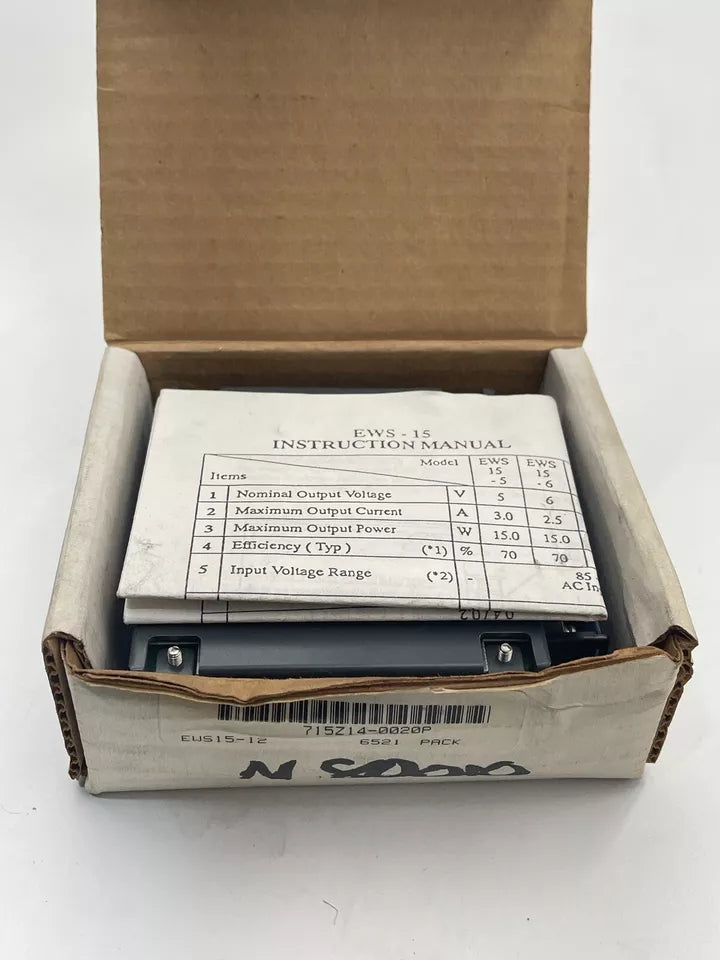 EWS - 15
INSTRUCTION MANUAL
Items Model EWS 15 - 5 EWS 15 - 6
1 Nominal Output Voltage V 5 6
2 Maximum Output Current A 3.0 2.5
3 Maximum Output Power W 15.0 15.0
4 Efficiency ( Typ ) (*1) % 70 70
5 Input Voltage Range (*2) - 85
AC In
04/02
715Z14-0020P
EWS15-12 6521 PACK